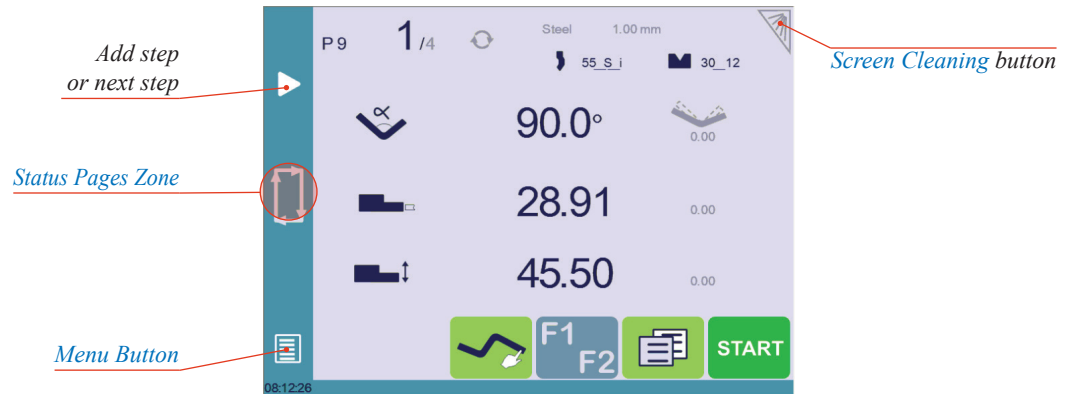 Add step
or next step
Status Pages Zone
Menu Button
P 9
1 /4
Steel 1.00 mm
55_S_i 30__12
α
90.0°
0.00
28.91
0.00
45.50
0.00
F1
F2
START
08:12:26
Screen Cleaning button